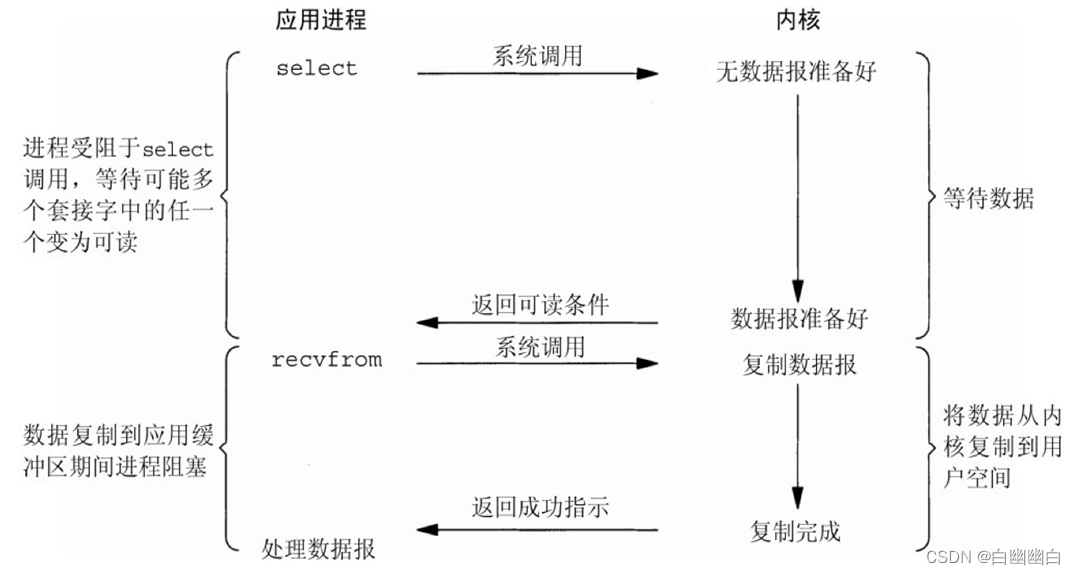 应用进程
内核
select
系统调用
无数据报准备好
进程受阻于select
调用，等待可能多
个套接字中的任一
个变为可读
等待数据
返回可读条件
数据报准备好
recvfrom
系统调用
复制数据报
数据复制到应用缓
冲区期间进程阻塞
将数据从内
核复制到用
户空间
返回成功指示
复制完成
处理数据报
CSDN @白幽幽白